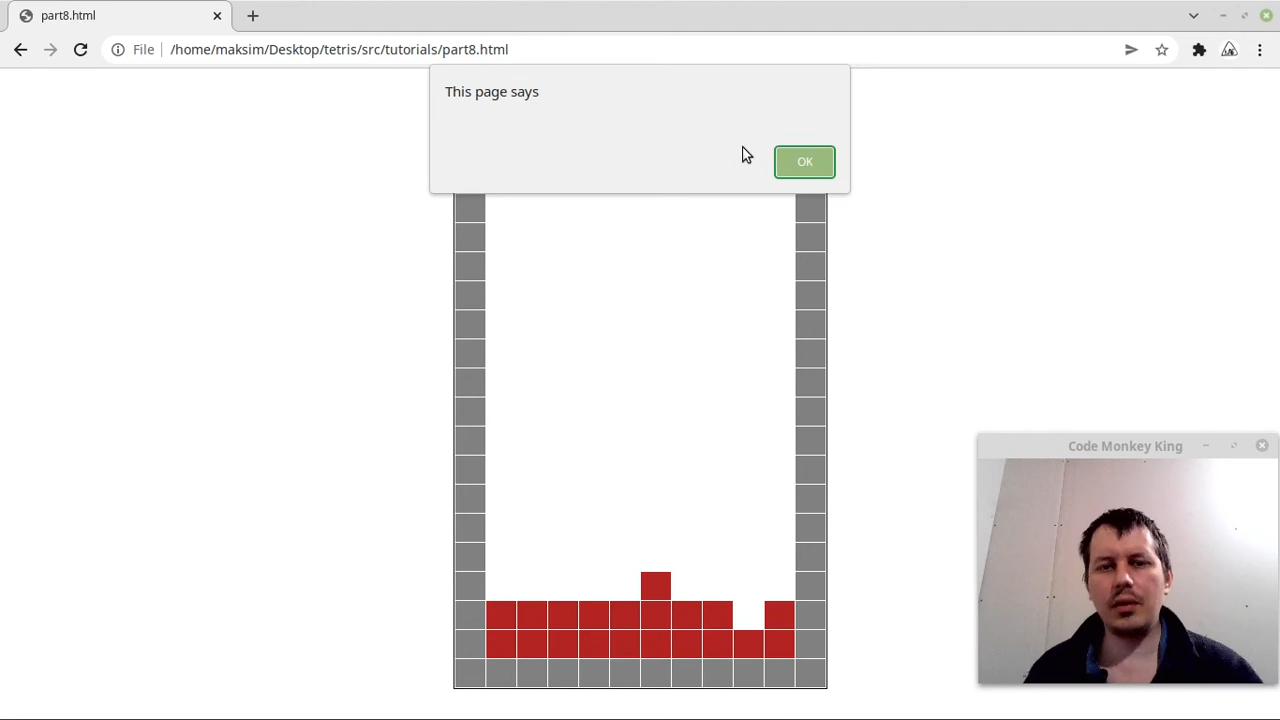 part8.html
File
/home/maksim/Desktop/tetris/src/tutorials/part8.html
This page says
OK
Code Monkey King